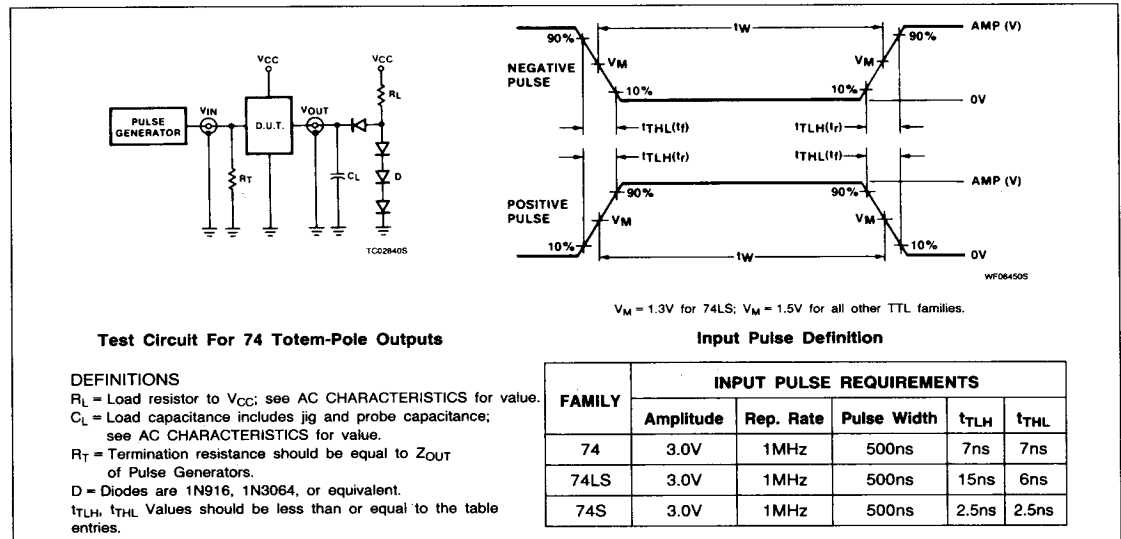 PULSE
GENERATOR
VIN
RT
VCC
D.U.T.
VOUT
CL
VCC
RL
D
TC02840S
Test Circuit For 74 Totem-Pole Outputs
DEFINITIONS
RL = Load resistor to VCC; see AC CHARACTERISTICS for value.
CL = Load capacitance includes jig and probe capacitance;
see AC CHARACTERISTICS for value.
RT = Termination resistance should be equal to ZOUT
of Pulse Generators.
D = Diodes are 1N916, 1N3064, or equivalent.
tTLH, tTHL Values should be less than or equal to the table
entries.
90% tW 90% AMP (V)
NEGATIVE
PULSE
VM VM
10% 10%
0V
tTHL(tf) tTLH(tr)
tTLH(tr) tTHL(tf)
AMP (V)
90% 90%
POSITIVE
PULSE
VM VM
10% tW 10%
0V
WF06450S
VM = 1.3V for 74LS; VM = 1.5V for all other TTL families.
Input Pulse Definition
FAMILY INPUT PULSE REQUIREMENTS
Amplitude Rep. Rate Pulse Width tTLH tTHL
74 3.0V 1MHz 500ns 7ns 7ns
74LS 3.0V 1MHz 500ns 15ns 6ns
74S 3.0V 1MHz 500ns 2.5ns 2.5ns